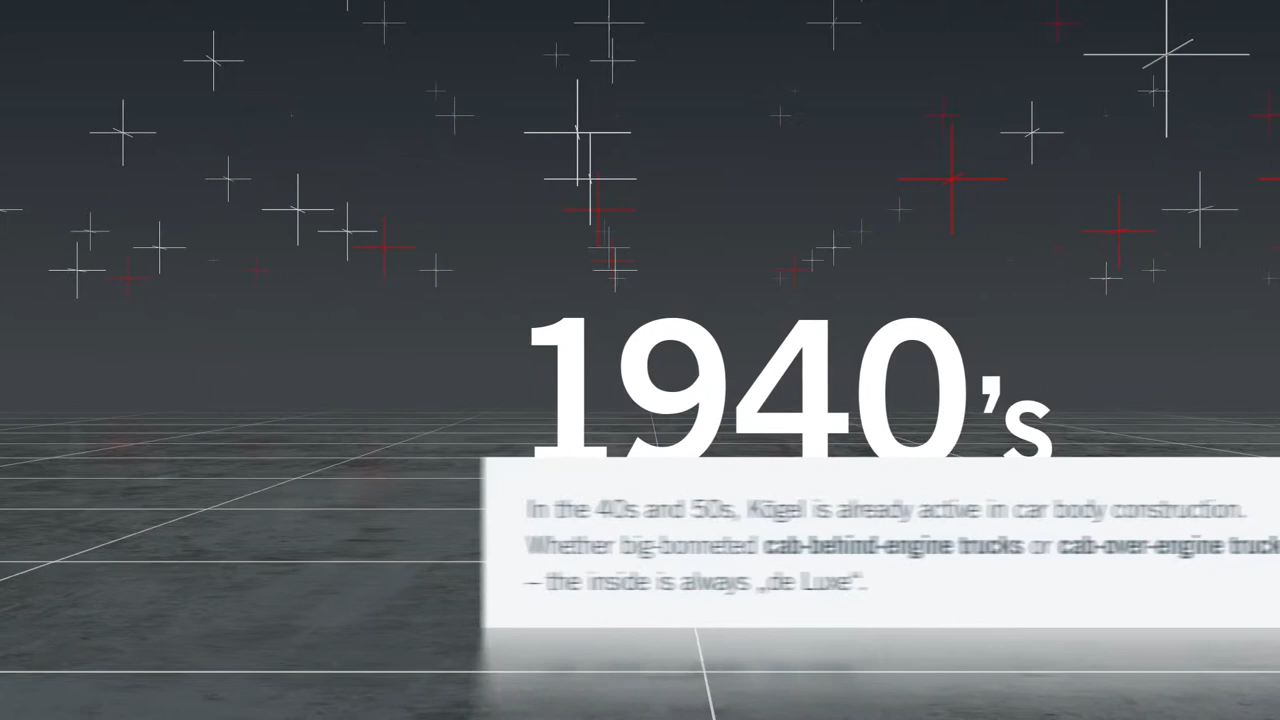 1940’s
In the 40s and 50s, Kögel is already active in car body construction.
Whether big-bonneted cab-behind-engine trucks or cab-over-engine truck
– the inside is always „de Luxe“.